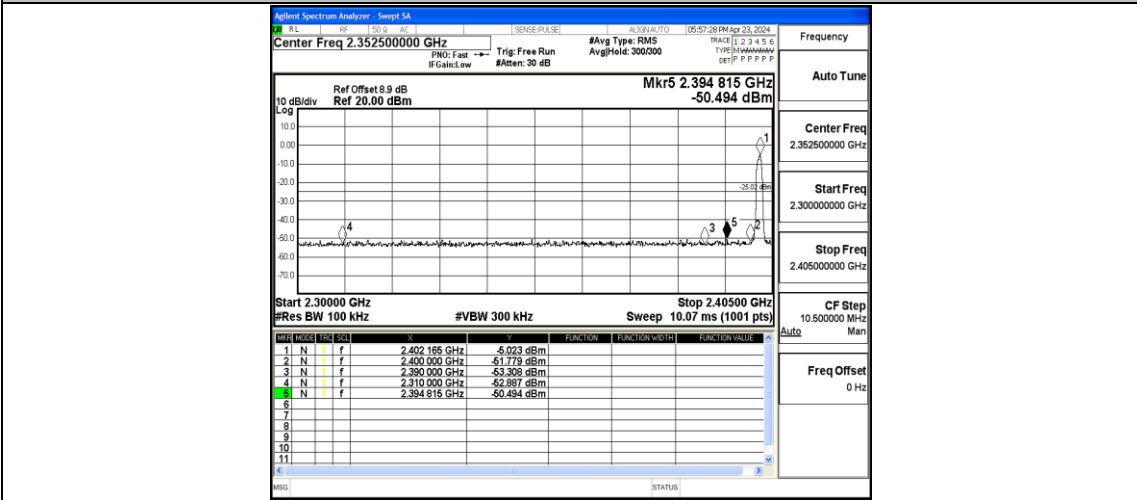 Agilent Spectrum Analyzer - Swept SA
RL RF 50 Ω AC SENSE:PULSE ALIGN AUTO 05:57:28 PM Apr 23, 2024
Center Freq 2.352500000 GHz
PNO: Fast
IFGain:Low
Trig: Free Run
#Atten: 30 dB
#Avg Type: RMS
Avg|Hold: 300/300
TRACE 1 2 3 4 5 6
TYPE M
DET P P P P P P
Mkr5 2.394 815 GHz
-50.494 dBm
Ref Offset 8.9 dB
10 dB/div Ref 20.00 dBm
Log
10.0
0.00
-10.0
-20.0
-30.0
-40.0
-50.0
-60.0
-70.0
1
-25.02 dBm
4
3
5
2
Start 2.30000 GHz Stop 2.40500 GHz
#Res BW 100 kHz #VBW 300 kHz Sweep 10.07 ms (1001 pts)
MKR MODE TRC SCL X Y FUNCTION FUNCTION WIDTH FUNCTION VALUE
1 N 1 f 2.402 165 GHz -5.023 dBm
2 N 1 f 2.400 000 GHz -51.779 dBm
3 N 1 f 2.390 000 GHz -53.308 dBm
4 N 1 f 2.310 000 GHz -52.887 dBm
5 N 1 f 2.394 815 GHz -50.494 dBm
6
7
8
9
10
11
MSG STATUS
Frequency
Auto Tune
Center Freq
2.352500000 GHz
Start Freq
2.300000000 GHz
Stop Freq
2.405000000 GHz
CF Step
10.500000 MHz
Auto Man
Freq Offset
0 Hz